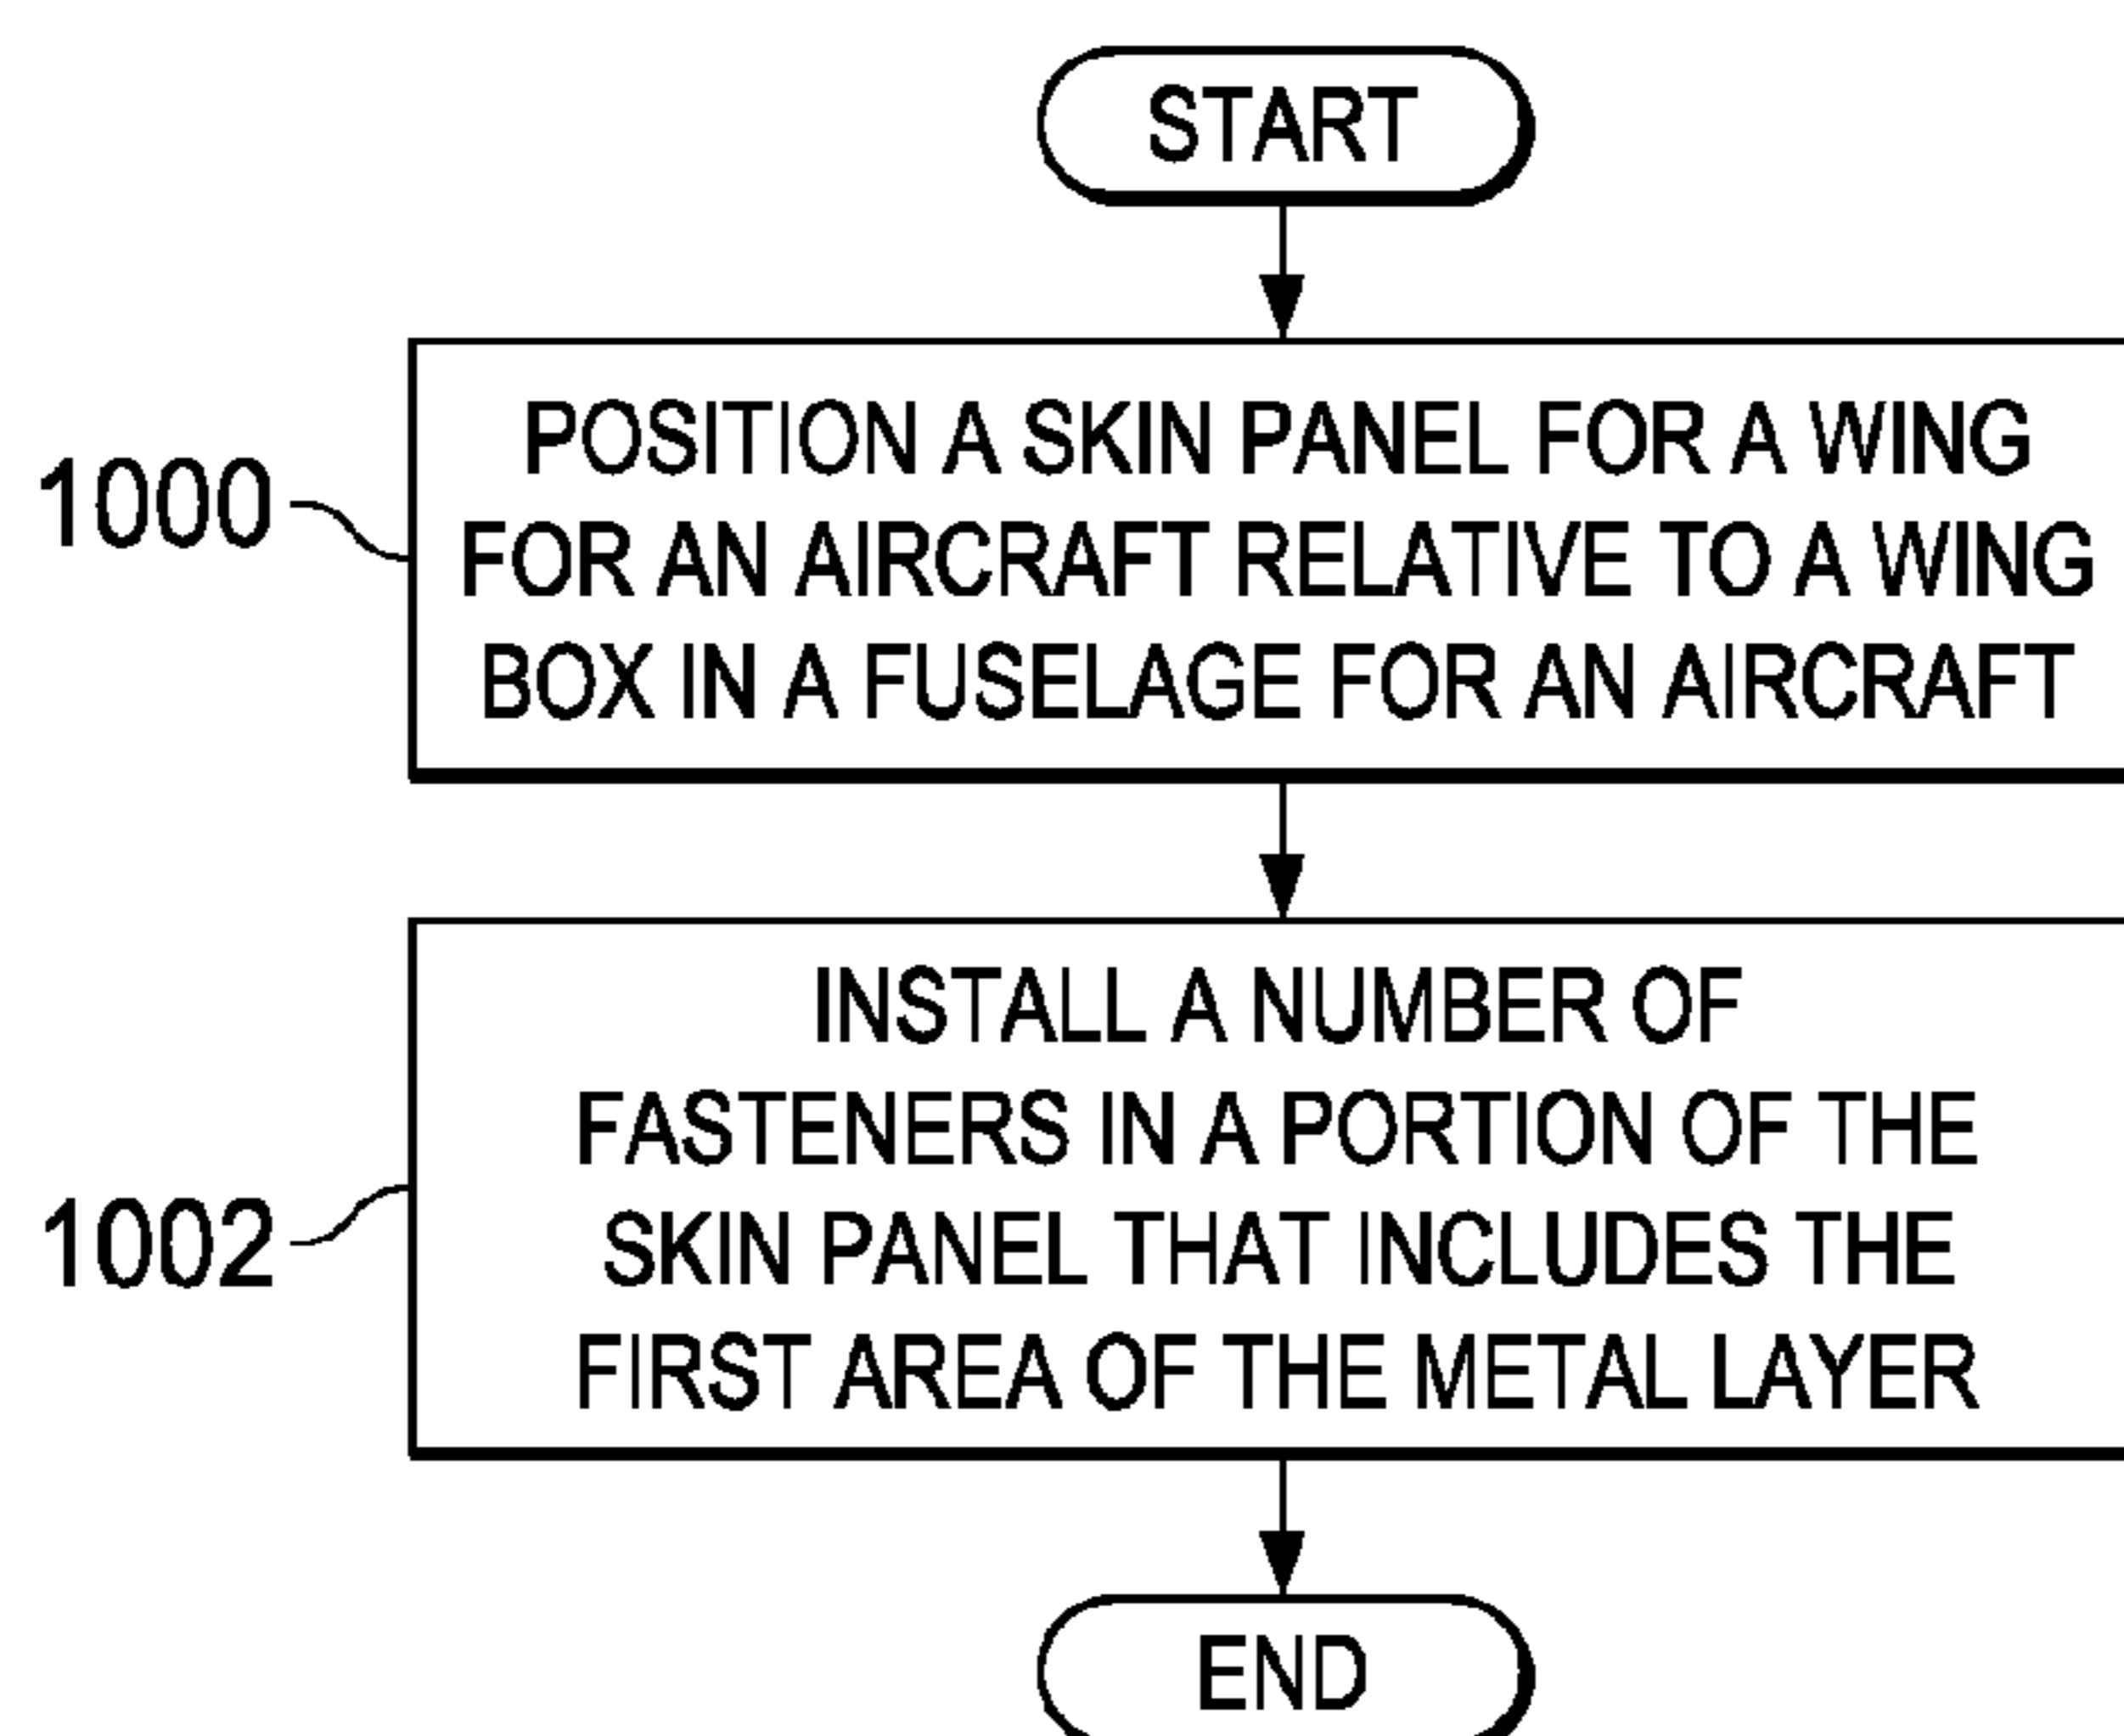 START
1000
POSITION A SKIN PANEL FOR A WING
FOR AN AIRCRAFT RELATIVE TO A WING
BOX IN A FUSELAGE FOR AN AIRCRAFT
1002
INSTALL A NUMBER OF
FASTENERS IN A PORTION OF THE
SKIN PANEL THAT INCLUDES THE
FIRST AREA OF THE METAL LAYER
END